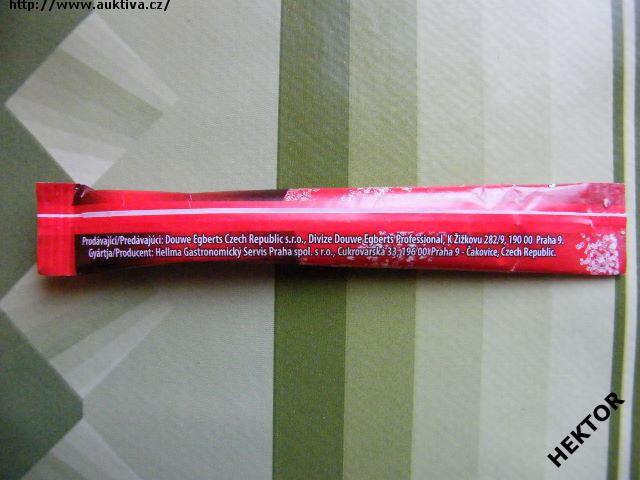 http://www.auktiva.cz/
Prodávající/Predávajúci: Douwe Egberts Czech Republic s.r.o., Divize Douwe Egberts Professional, K Žižkovu 282/9, 190 00 Praha 9.
Gyártja/Producent: Hellma Gastronomický Servis Praha spol. s r.o., Cukrovarská 33, 196 00 Praha 9 - Čakovice, Czech Republic.
HEKTOR